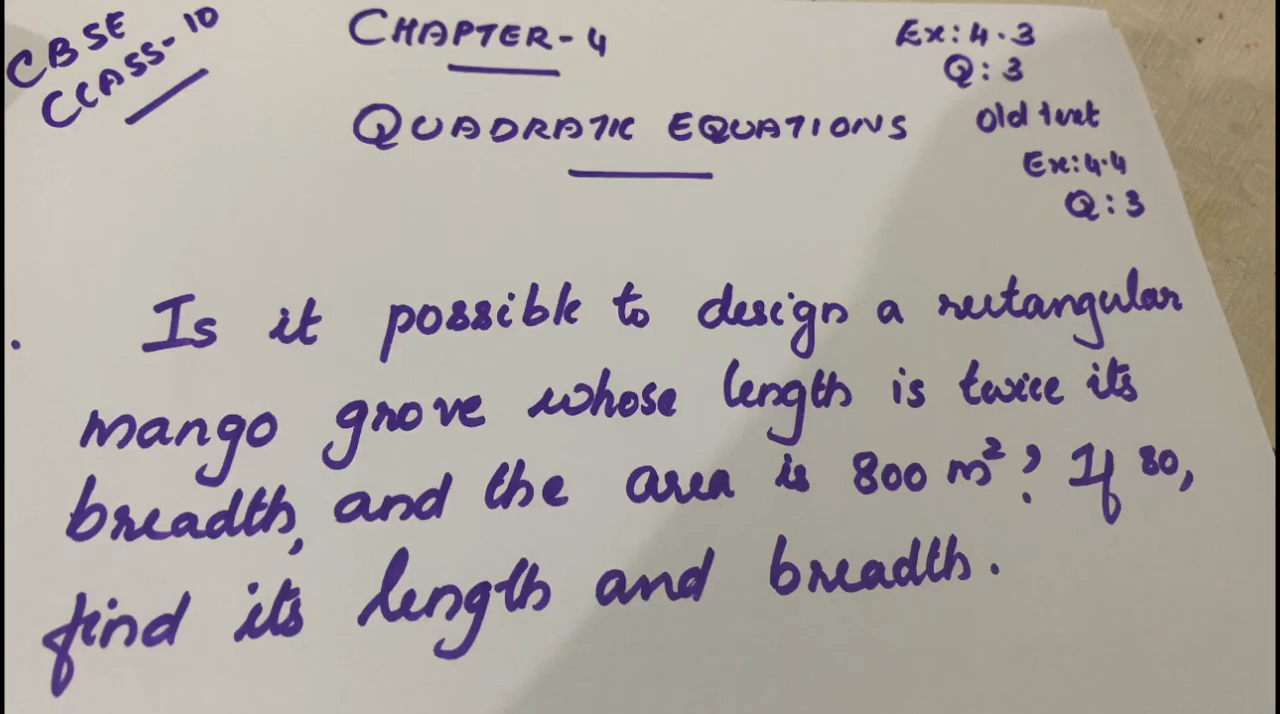 CBSE
CLASS-10
CHAPTER-4
QUADRATIC EQUATIONS
Ex: 4.3
Q: 3
Old text
Ex: 4.4
Q: 3
Is it possible to design a rectangular
mango grove whose length is twice its
breadth, and the area is 800 m²? If so,
find its length and breadth.